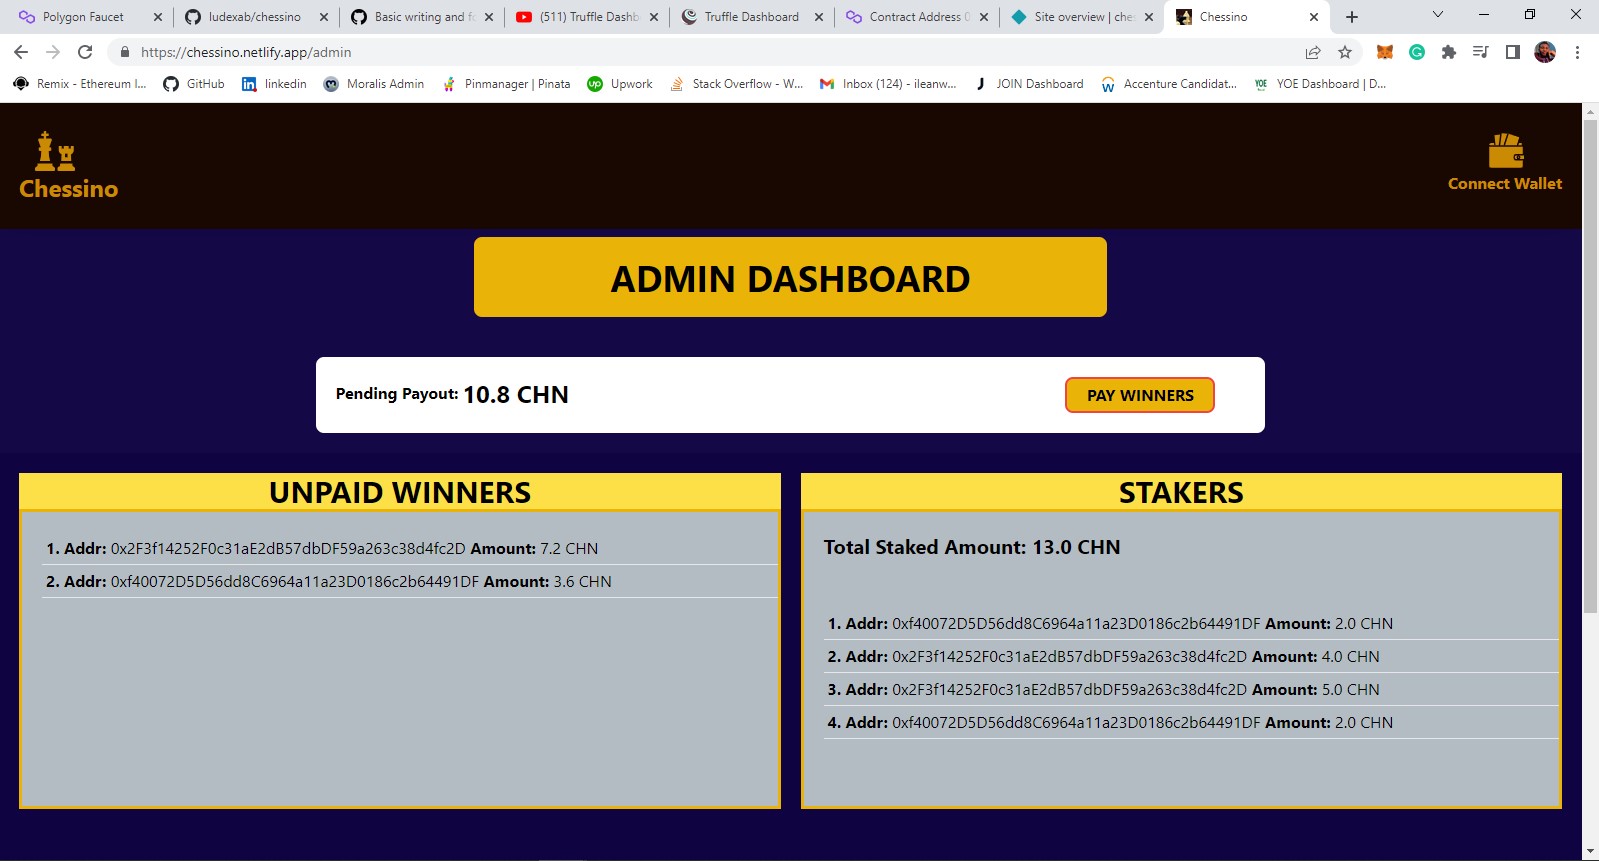 Polygon Faucet
ludexab/chessino
Basic writing and fo
(511) Truffle Dashb
Truffle Dashboard
Contract Address 0
Site overview | ches
Chessino
https://chessino.netlify.app/admin
Remix - Ethereum I...
GitHub
linkedin
Moralis Admin
Pinmanager | Pinata
Upwork
Stack Overflow - W...
Inbox (124) - ileanw...
JOIN Dashboard
Accenture Candidat...
YOE Dashboard | D...
Chessino
Connect Wallet
ADMIN DASHBOARD
Pending Payout: 10.8 CHN
PAY WINNERS
UNPAID WINNERS
1. Addr: 0x2F3f14252F0c31aE2dB57dbDF59a263c38d4fc2D Amount: 7.2 CHN
2. Addr: 0xf40072D5D56dd8C6964a11a23D0186c2b64491DF Amount: 3.6 CHN
STAKERS
Total Staked Amount: 13.0 CHN
1. Addr: 0xf40072D5D56dd8C6964a11a23D0186c2b64491DF Amount: 2.0 CHN
2. Addr: 0x2F3f14252F0c31aE2dB57dbDF59a263c38d4fc2D Amount: 4.0 CHN
3. Addr: 0x2F3f14252F0c31aE2dB57dbDF59a263c38d4fc2D Amount: 5.0 CHN
4. Addr: 0xf40072D5D56dd8C6964a11a23D0186c2b64491DF Amount: 2.0 CHN